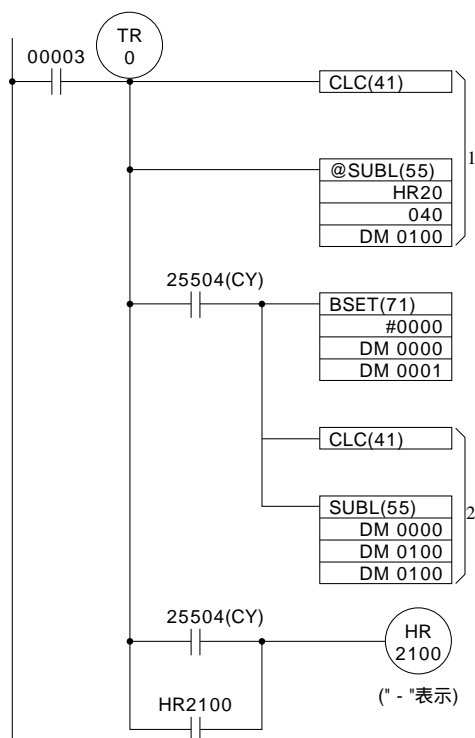 TR
0
00003
CLC(41)
1
@SUBL(55)
HR20
040
DM 0100
25504(CY)
BSET(71)
#0000
DM 0000
DM 0001
CLC(41)
2
SUBL(55)
DM 0000
DM 0100
DM 0100
25504(CY)
HR
2100
(" - "表示)
HR2100